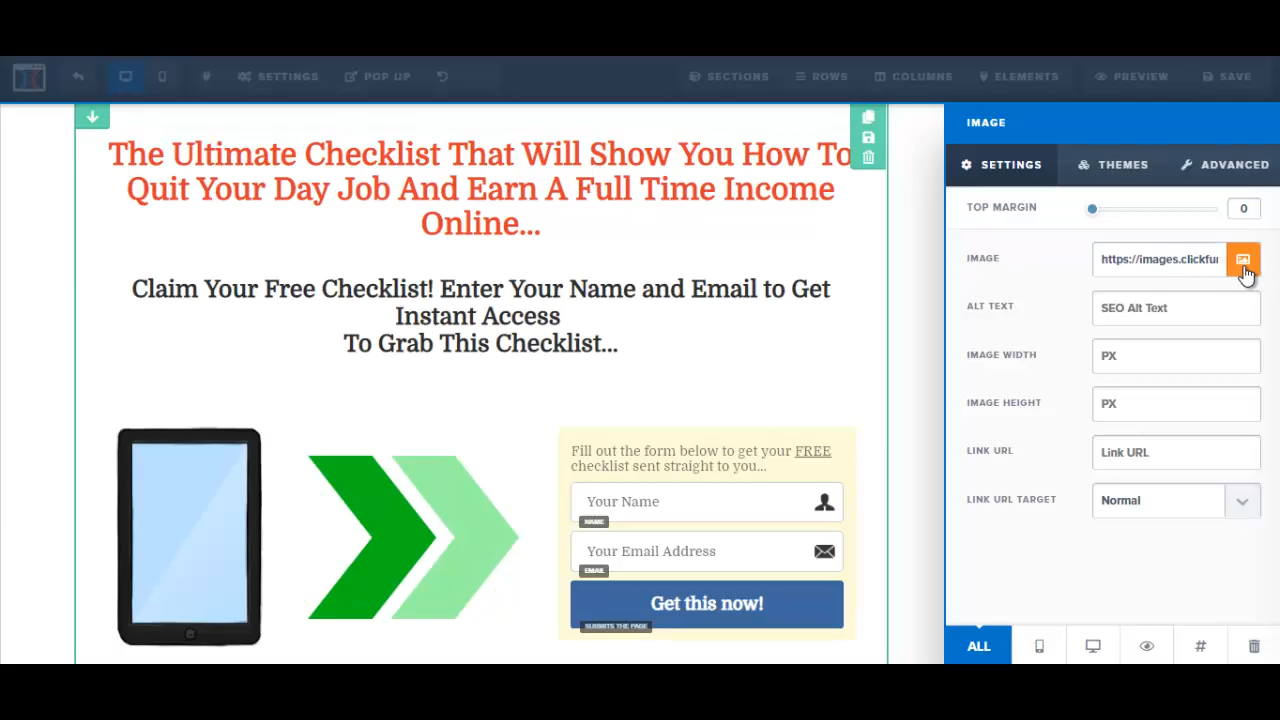 SETTINGS
POP UP
SECTIONS
ROWS
COLUMNS
ELEMENTS
PREVIEW
SAVE
The Ultimate Checklist That Will Show You How To
Quit Your Day Job And Earn A Full Time Income
Online...
Claim Your Free Checklist! Enter Your Name and Email to Get
Instant Access
To Grab This Checklist...
Fill out the form below to get your FREE
checklist sent straight to you...
Your Name
NAME
Your Email Address
EMAIL
Get this now!
SUBMITS THE PAGE
IMAGE
SETTINGS
THEMES
ADVANCED
TOP MARGIN
0
IMAGE
https://images.clickfu
ALT TEXT
SEO Alt Text
IMAGE WIDTH
PX
IMAGE HEIGHT
PX
LINK URL
Link URL
LINK URL TARGET
Normal
ALL
#